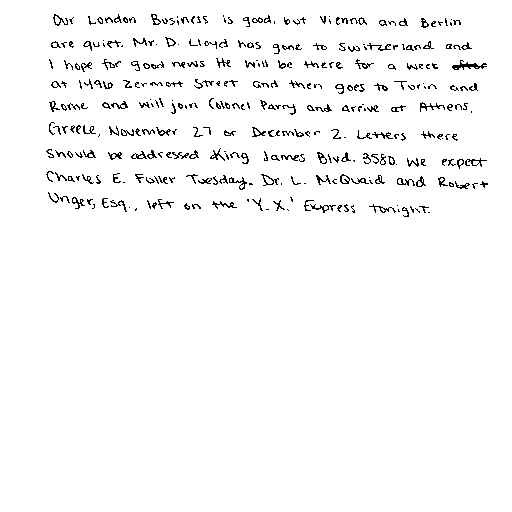 Our London Business is good, but Vienna and Berlin
are quiet. Mr. D. Lloyd has gone to Switzerland and
I hope for good news He will be there for a week after
at 1496 Zermott Street and then goes to Turin and
Rome and will join Colonel Parry and arrive at Athens,
Greece, November 27 or December 2. Letters there
Should be addressed King James Blvd. 3580. We expect
Charles E. Fuller Tuesday. Dr. L. McQuaid and Robert
Unger, Esq., left on the 'Y.X.' Express tonight.